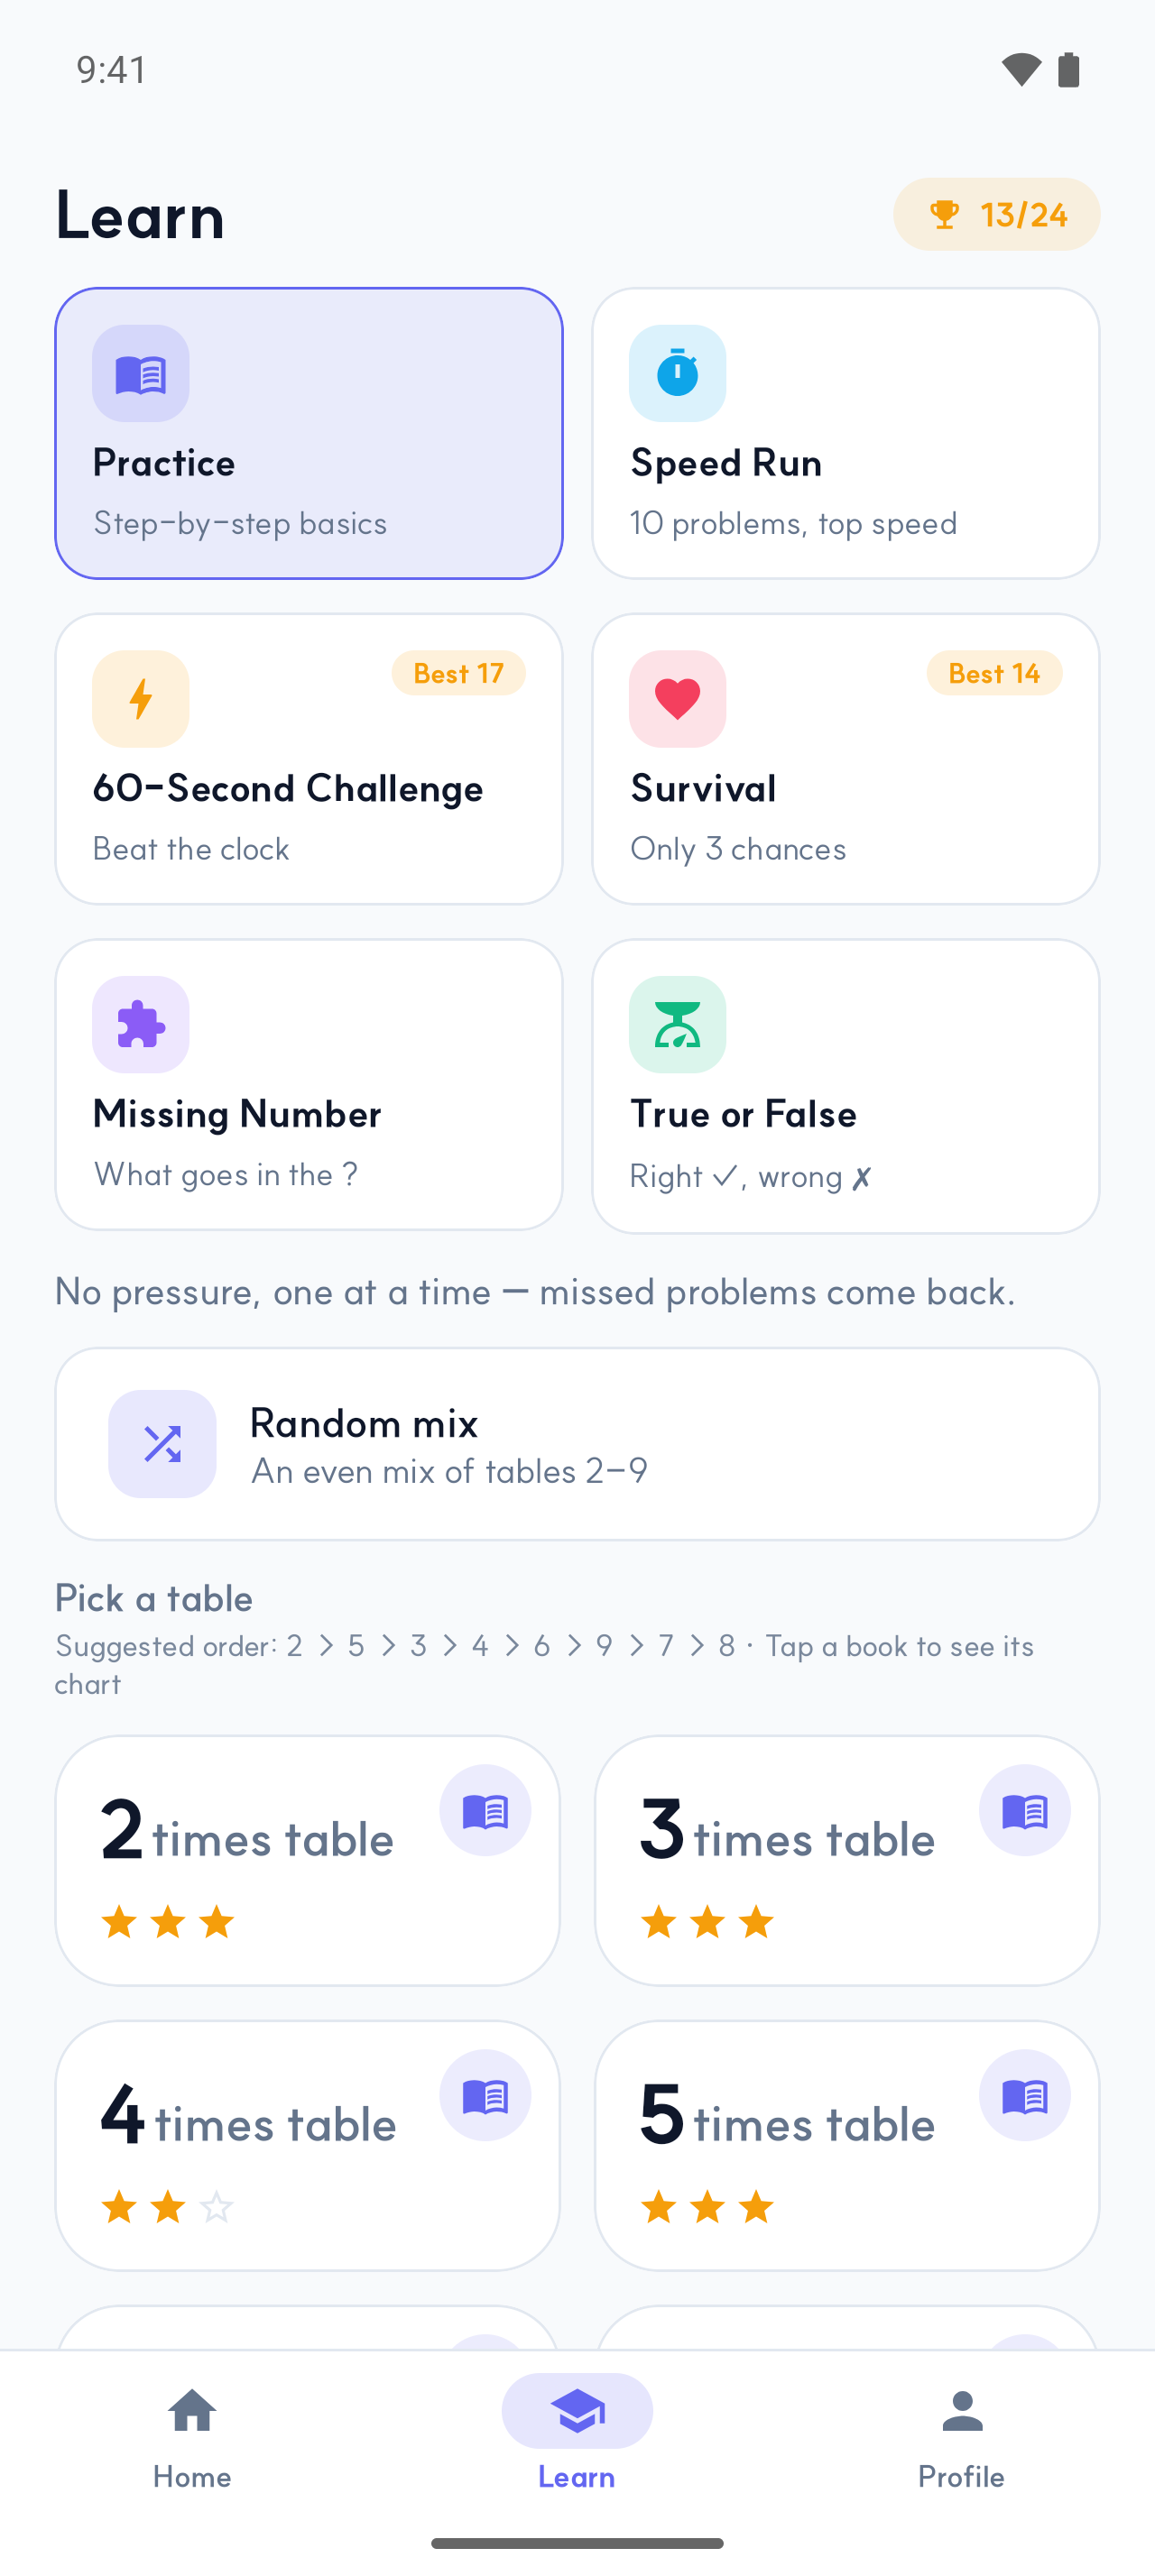 9:41
Learn
13/24
Practice
Step-by-step basics
Speed Run
10 problems, top speed
Best 17
60-Second Challenge
Beat the clock
Best 14
Survival
Only 3 chances
Missing Number
What goes in the ?
True or False
Right ✓, wrong ✗
No pressure, one at a time — missed problems come back.
Random mix
An even mix of tables 2–9
Pick a table
Suggested order: 2 > 5 > 3 > 4 > 6 > 9 > 7 > 8 · Tap a book to see its
chart
2 times table
3 times table
4 times table
5 times table
Home
Learn
Profile